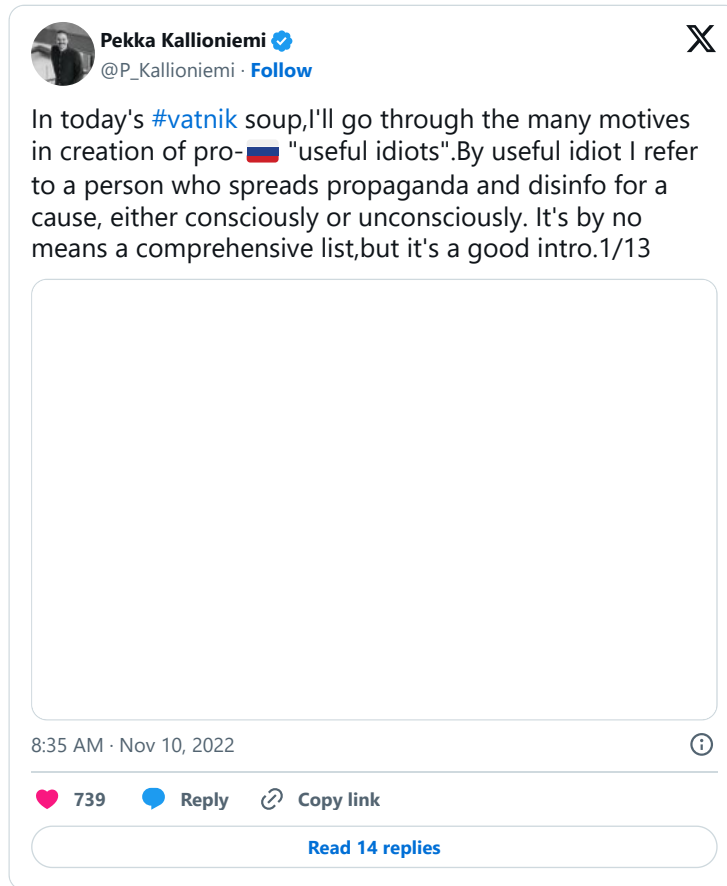 Pekka Kallioniemi
@P_Kallioniemi · Follow
In today's #vatnik soup,I'll go through the many motives
in creation of pro-🇷🇺 "useful idiots".By useful idiot I refer
to a person who spreads propaganda and disinfo for a
cause, either consciously or unconsciously. It's by no
means a comprehensive list,but it's a good intro.1/13
8:35 AM · Nov 10, 2022
739 Reply Copy link
Read 14 replies